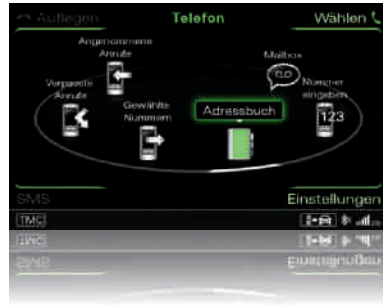 Auflegen Telefon Wählen
Angenommene
Anrufe
Mailbox
Verpasste
Anrufe
Nummer
eingeben
Gewählte
Nummern
Adressbuch
123
SMS Einstellungen
TMC